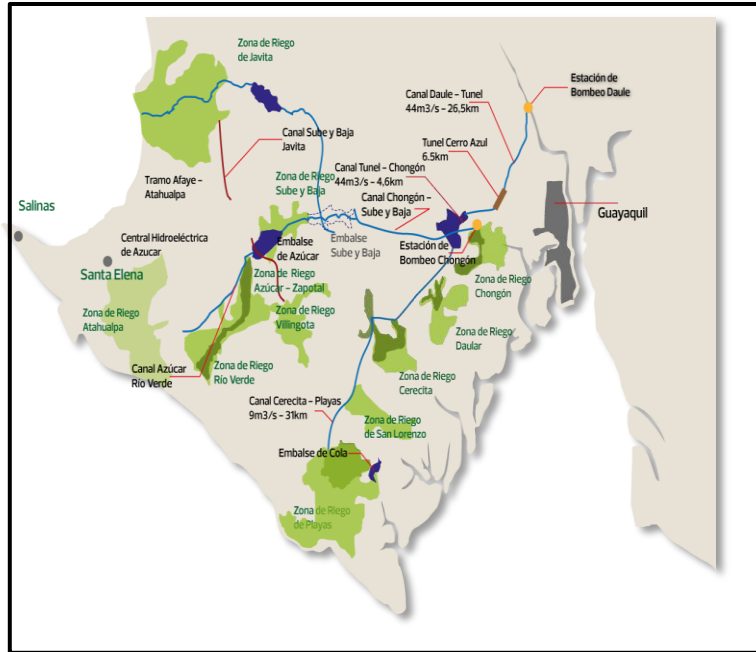 Zona de Riego
de Javita
Estación de
Bombeo Daule
Canal Daule – Tunel
44m3/s – 26,5km
Canal Sube y Baja
Javita
Tunel Cerro Azul
6.5km
Canal Tunel – Chongón
44m3/s – 4,6km
Tramo Afaye –
Atahualpa
Zona de Riego
Sube y Baja
Canal Chongón –
Sube y Baja
Salinas
Guayaquil
Central Hidroeléctrica
de Azucar
Embalse
de Azúcar
Embalse
Sube y Baja
Estación de
Bombeo Chongón
Santa Elena
Zona de Riego
Azúcar – Zapotal
Zona de Riego
Chongón
Zona de Riego
Atahualpa
Zona de Riego
Villingota
Zona de Riego
Daular
Canal Azúcar
Río Verde
Zona de Riego
Río Verde
Zona de Riego
Cerecita
Canal Cerecita – Playas
9m3/s – 31km
Zona de Riego
de San Lorenzo
Embalse de Cola
Zona de Riego
de Playas